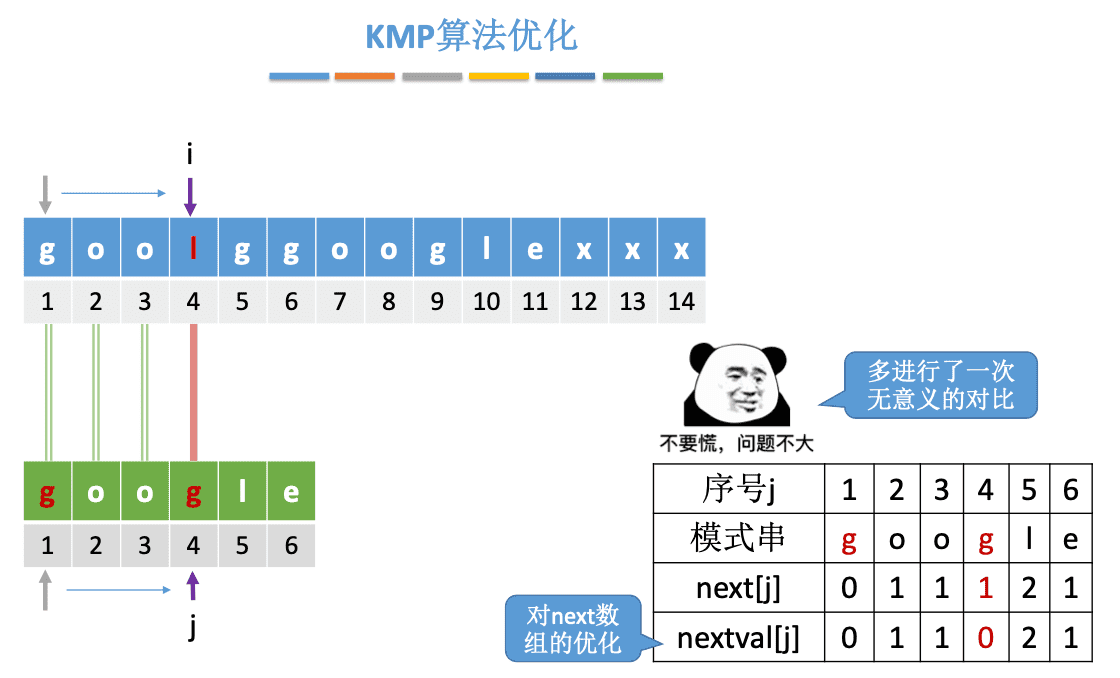 KMP算法优化
i
g o o l g g o o g l e x x x
1 2 3 4 5 6 7 8 9 10 11 12 13 14
多进行了一次
无意义的对比
不要慌，问题不大
g o o g l e
1 2 3 4 5 6
j
序号j 1 2 3 4 5 6
模式串 g o o g l e
next[j] 0 1 1 1 2 1
nextval[j] 0 1 1 0 2 1
对next数
组的优化